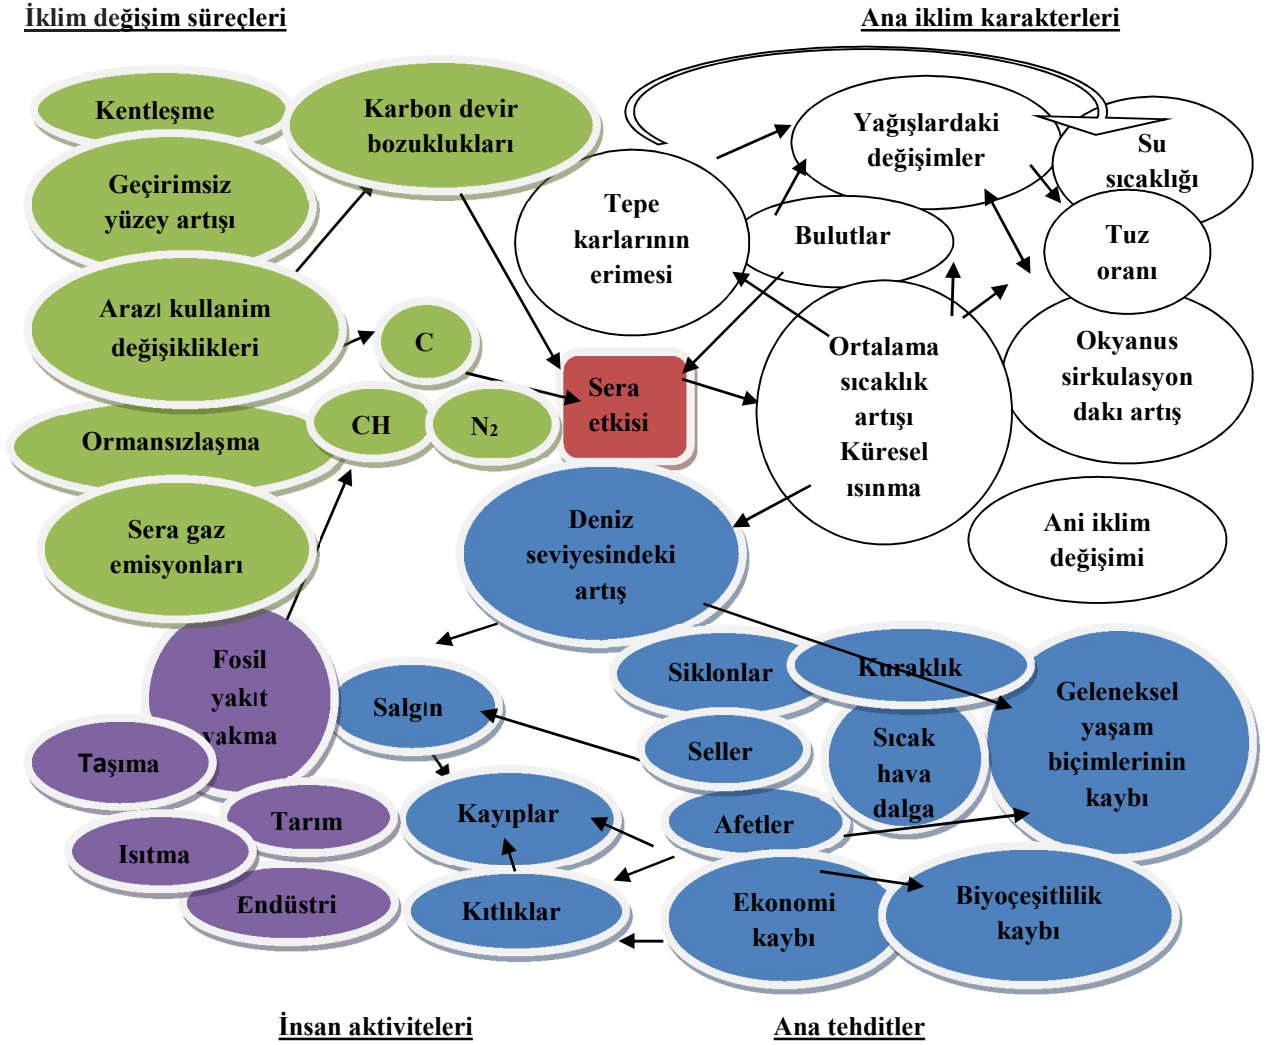 İklim değişim süreçleri
Ana iklim karakterleri
Kentleşme
Karbon devir
bozuklukları
Geçirimsiz
yüzey artışı
Arazı kullanim
değişiklikleri
C
CH
N₂
Ormansızlaşma
Sera gaz
emisyonları
Sera
etkisi
Tepe
karlarının
erimesi
Yağışlardaki
değişimler
Bulutlar
Su
sıcaklığı
Tuz
oranı
Ortalama
sıcaklık
artışı
Küresel
ısınma
Okyanus
sirkulasyon
dakı artış
Ani iklim
değişimi
Deniz
seviyesindeki
artış
Fosil
yakıt
yakma
Taşıma
Tarım
Isıtma
Endüstri
Salgın
Kayıplar
Kıtlıklar
Siklonlar
Kuraklık
Seller
Sıcak
hava
dalga
Afetler
Geleneksel
yaşam
biçimlerinin
kaybı
Ekonomi
kaybı
Biyoçeşitlilik
kaybı
İnsan aktiviteleri
Ana tehditler